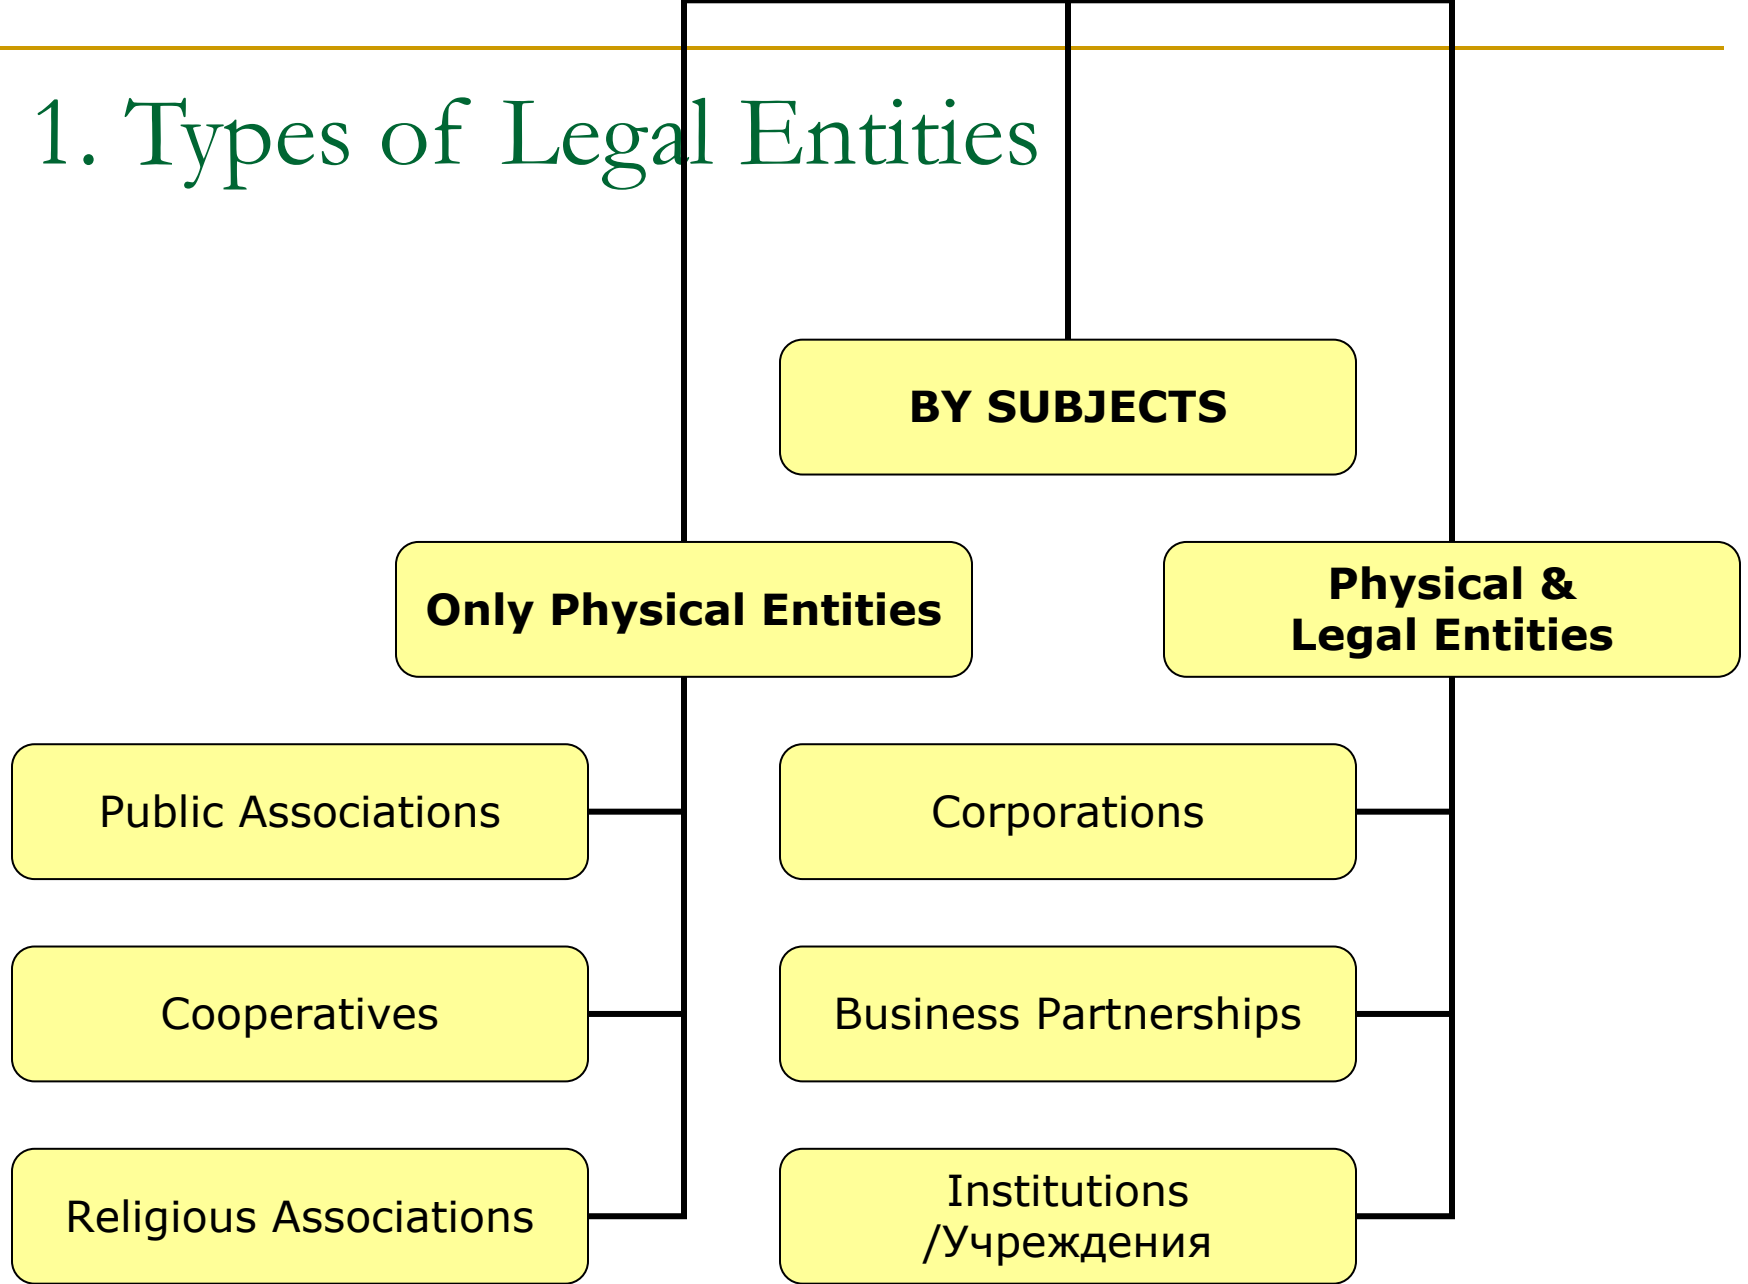 1. Types of Legal Entities
BY SUBJECTS
Only Physical Entities
Physical &
Legal Entities
Public Associations
Corporations
Cooperatives
Business Partnerships
Religious Associations
Institutions
/Учреждения